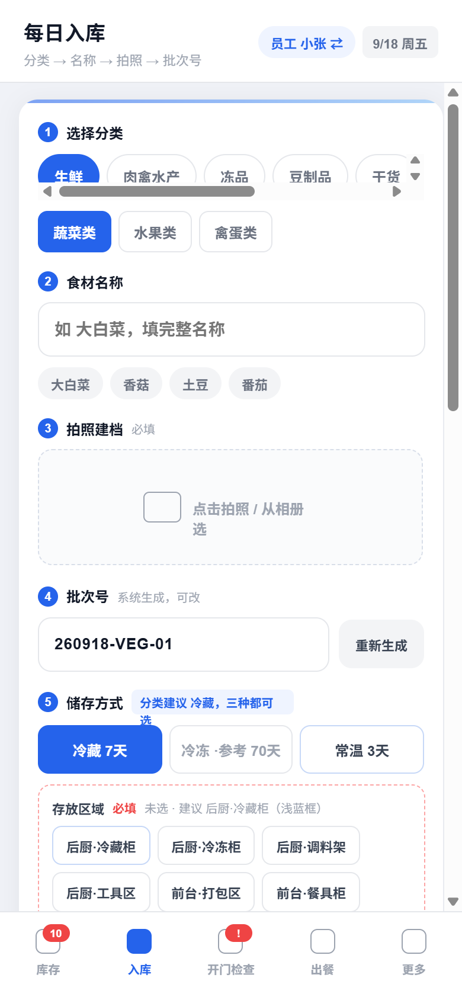 每日入库
分类 → 名称 → 拍照 → 批次号
员工 小张 ⇄
9/18 周五
1 选择分类
生鲜 肉禽水产 冻品 豆制品 干货
蔬菜类 水果类 禽蛋类
2 食材名称
如 大白菜，填完整名称
大白菜 香菇 土豆 番茄
3 拍照建档 必填
点击拍照 / 从相册
选
4 批次号 系统生成，可改
260918-VEG-01 重新生成
5 储存方式 分类建议 冷藏，三种都可
选
冷藏 7天 冷冻 ·参考 70天 常温 3天
存放区域 必填 未选 · 建议 后厨·冷藏柜（浅蓝框）
后厨·冷藏柜 后厨·冷冻柜 后厨·调料架
后厨·工具区 前台·打包区 前台·餐具柜
10 !
库存 入库 开门检查 出餐 更多